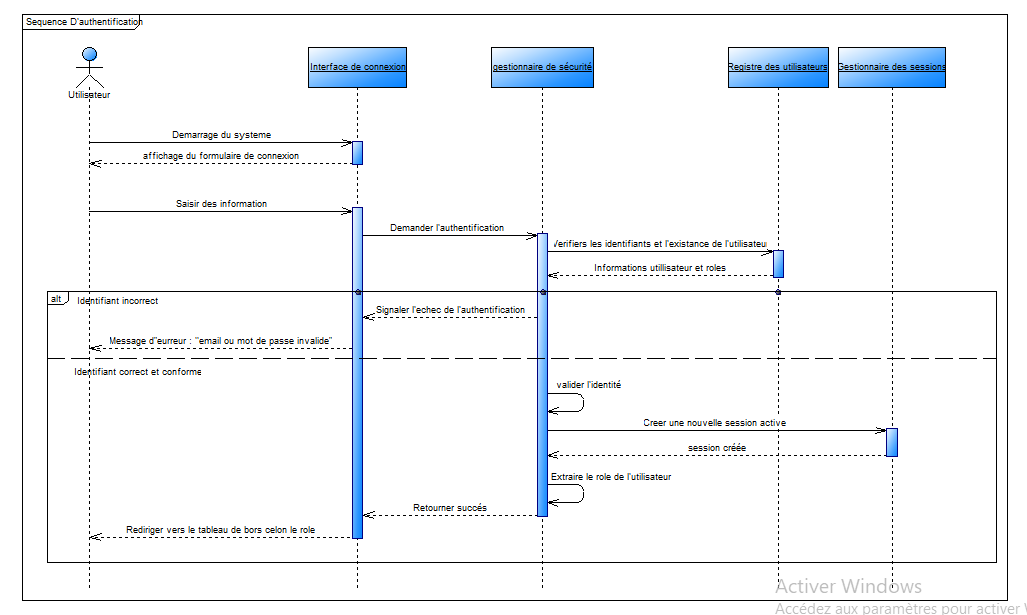 Sequence D'authentification
Utilisateur
Interface de connexion
gestionnaire de sécurité
Registre des utilisateurs
Gestionnaire des sessions
Demarrage du systeme
affichage du formulaire de connexion
Saisir des information
Demander l'authentification
Verifiers les identifiants et l'existance de l'utilisateur
Informations utillisateur et roles
alt
Identifiant incorrect
Signaler l'echec de l'authentification
Message d"eurreur : "email ou mot de passe invalide"
Identifiant correct et conforme
valider l'identité
Creer une nouvelle session active
session créée
Extraire le role de l'utilisateur
Retourner succés
Rediriger vers le tableau de bors celon le role
Activer Windows
Accédez aux paramètres pour activer